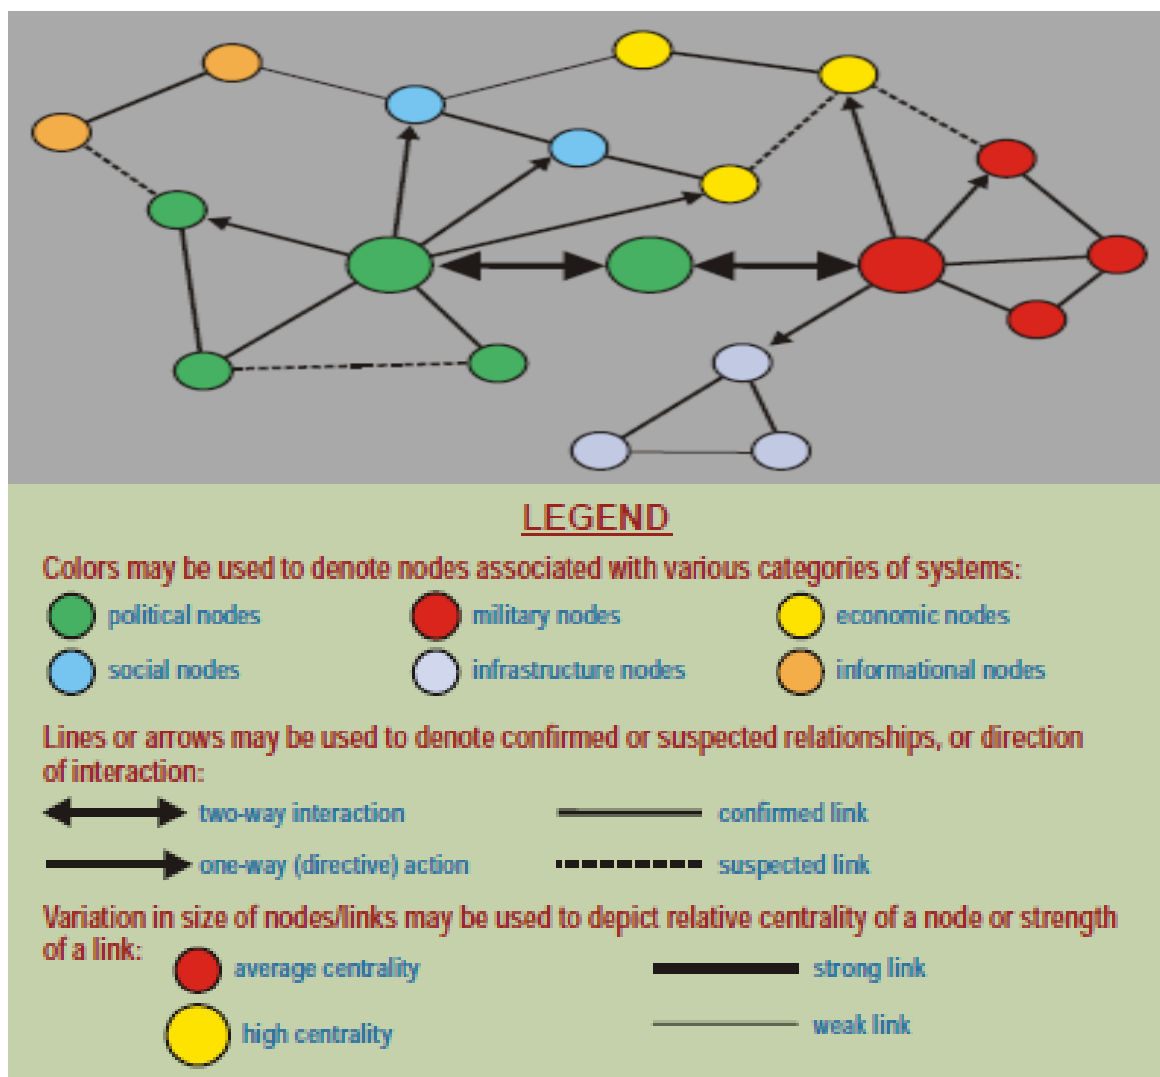 LEGEND
Colors may be used to denote nodes associated with various categories of systems:
political nodes military nodes economic nodes
social nodes infrastructure nodes informational nodes
Lines or arrows may be used to denote confirmed or suspected relationships, or direction
of interaction:
two-way interaction confirmed link
one-way (directive) action suspected link
Variation in size of nodes/links may be used to depict relative centrality of a node or strength
of a link:
average centrality strong link
high centrality weak link